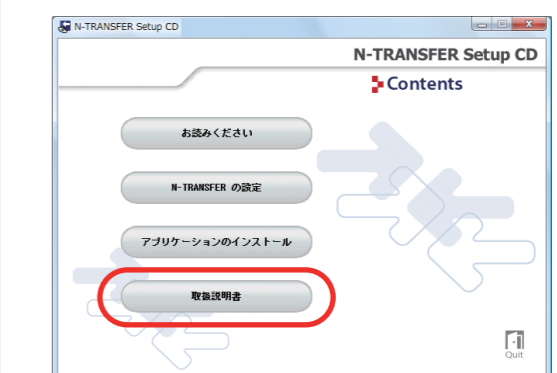 N-TRANSFER Setup CD
N-TRANSFER Setup CD
Contents
お読みください
N-TRANSFER の設定
アプリケーションのインストール
取扱説明書
Quit